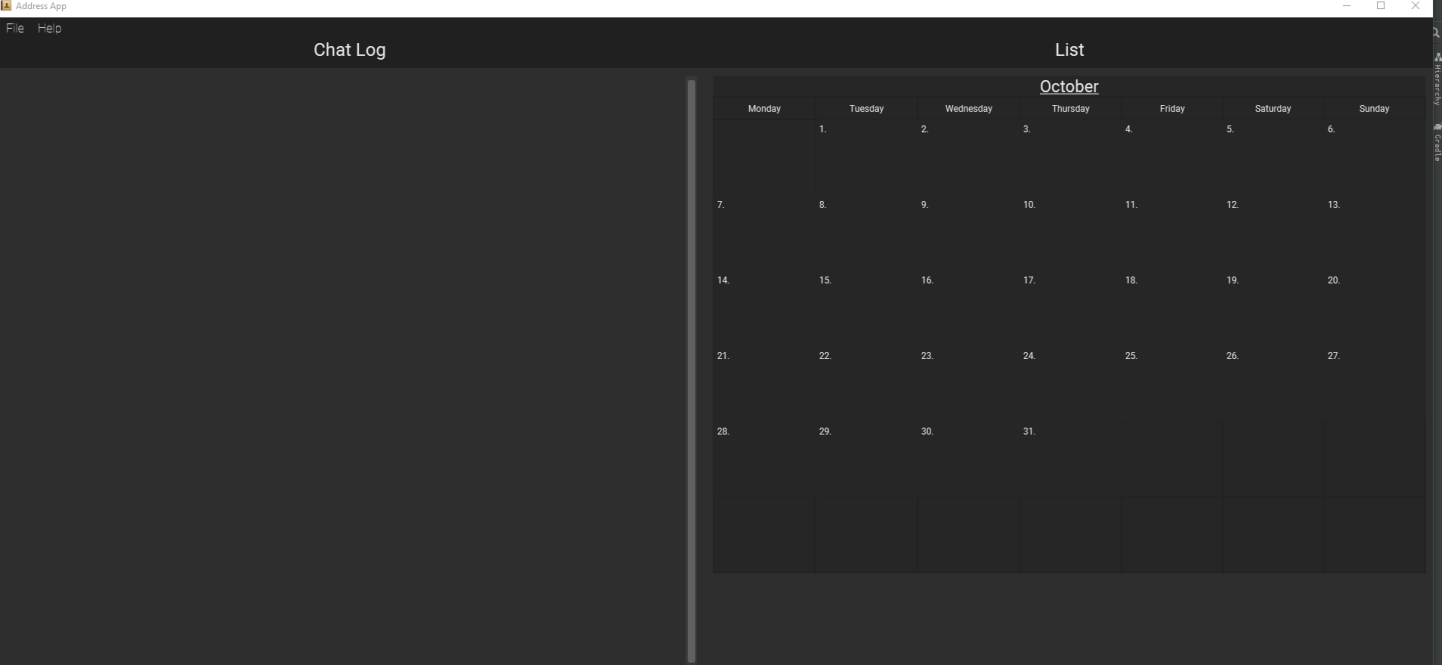 Address App
File Help
Chat Log
List
October
Monday Tuesday Wednesday Thursday Friday Saturday Sunday
1. 2. 3. 4. 5. 6.
7. 8. 9. 10. 11. 12. 13.
14. 15. 16. 17. 18. 19. 20.
21. 22. 23. 24. 25. 26. 27.
28. 29. 30. 31.
Hierarchy
Gradle